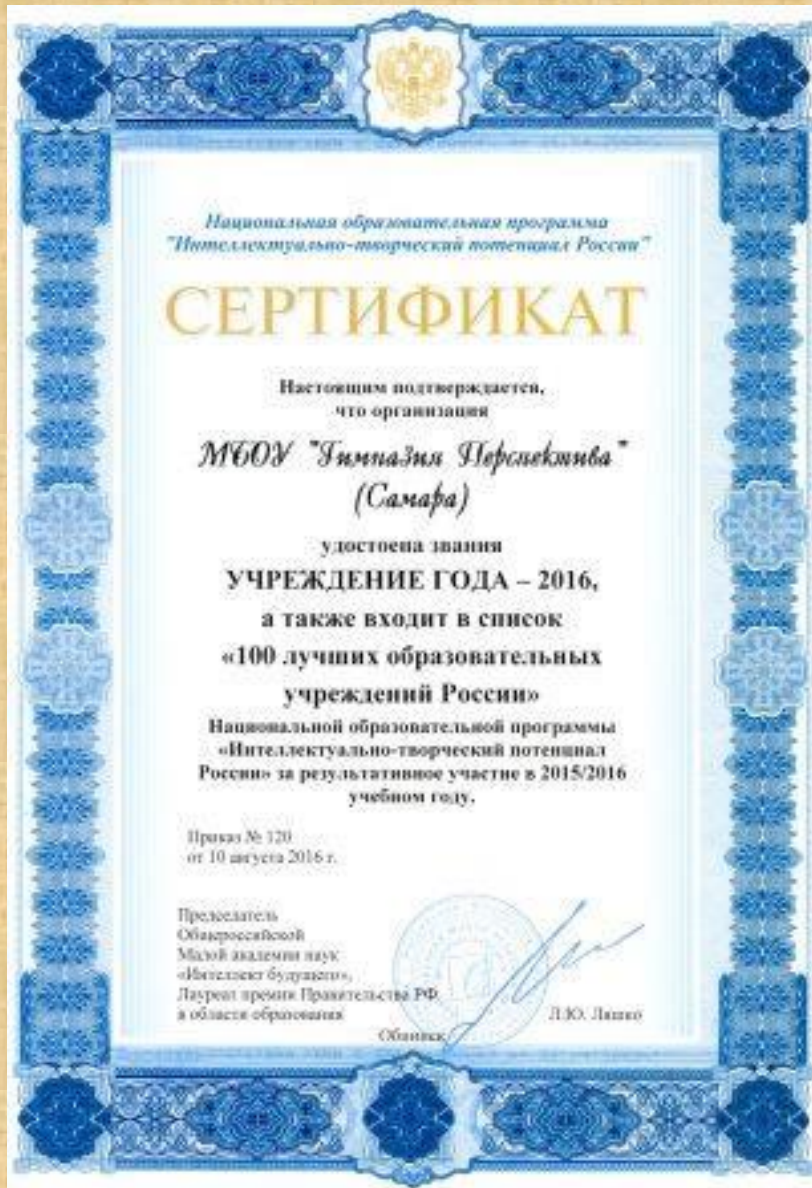 Национальная образовательная программа
"Интеллектуально-творческий потенциал России"
СЕРТИФИКАТ
Настоящим подтверждается,
что организация
МБОУ "Гимназия Перспектива"
(Самара)
удостоена звания
УЧРЕЖДЕНИЕ ГОДА – 2016,
а также входит в список
«100 лучших образовательных
учреждений России»
Национальной образовательной программы
«Интеллектуально-творческий потенциал
России» за результативное участие в 2015/2016
учебном году.
Приказ № 120
от 10 августа 2016 г.
Председатель
Общероссийской
Малой академии наук
«Интеллект будущего»,
Лауреат премии Правительства РФ
в области образования
Л.Ю. Ляшко
Обнинск